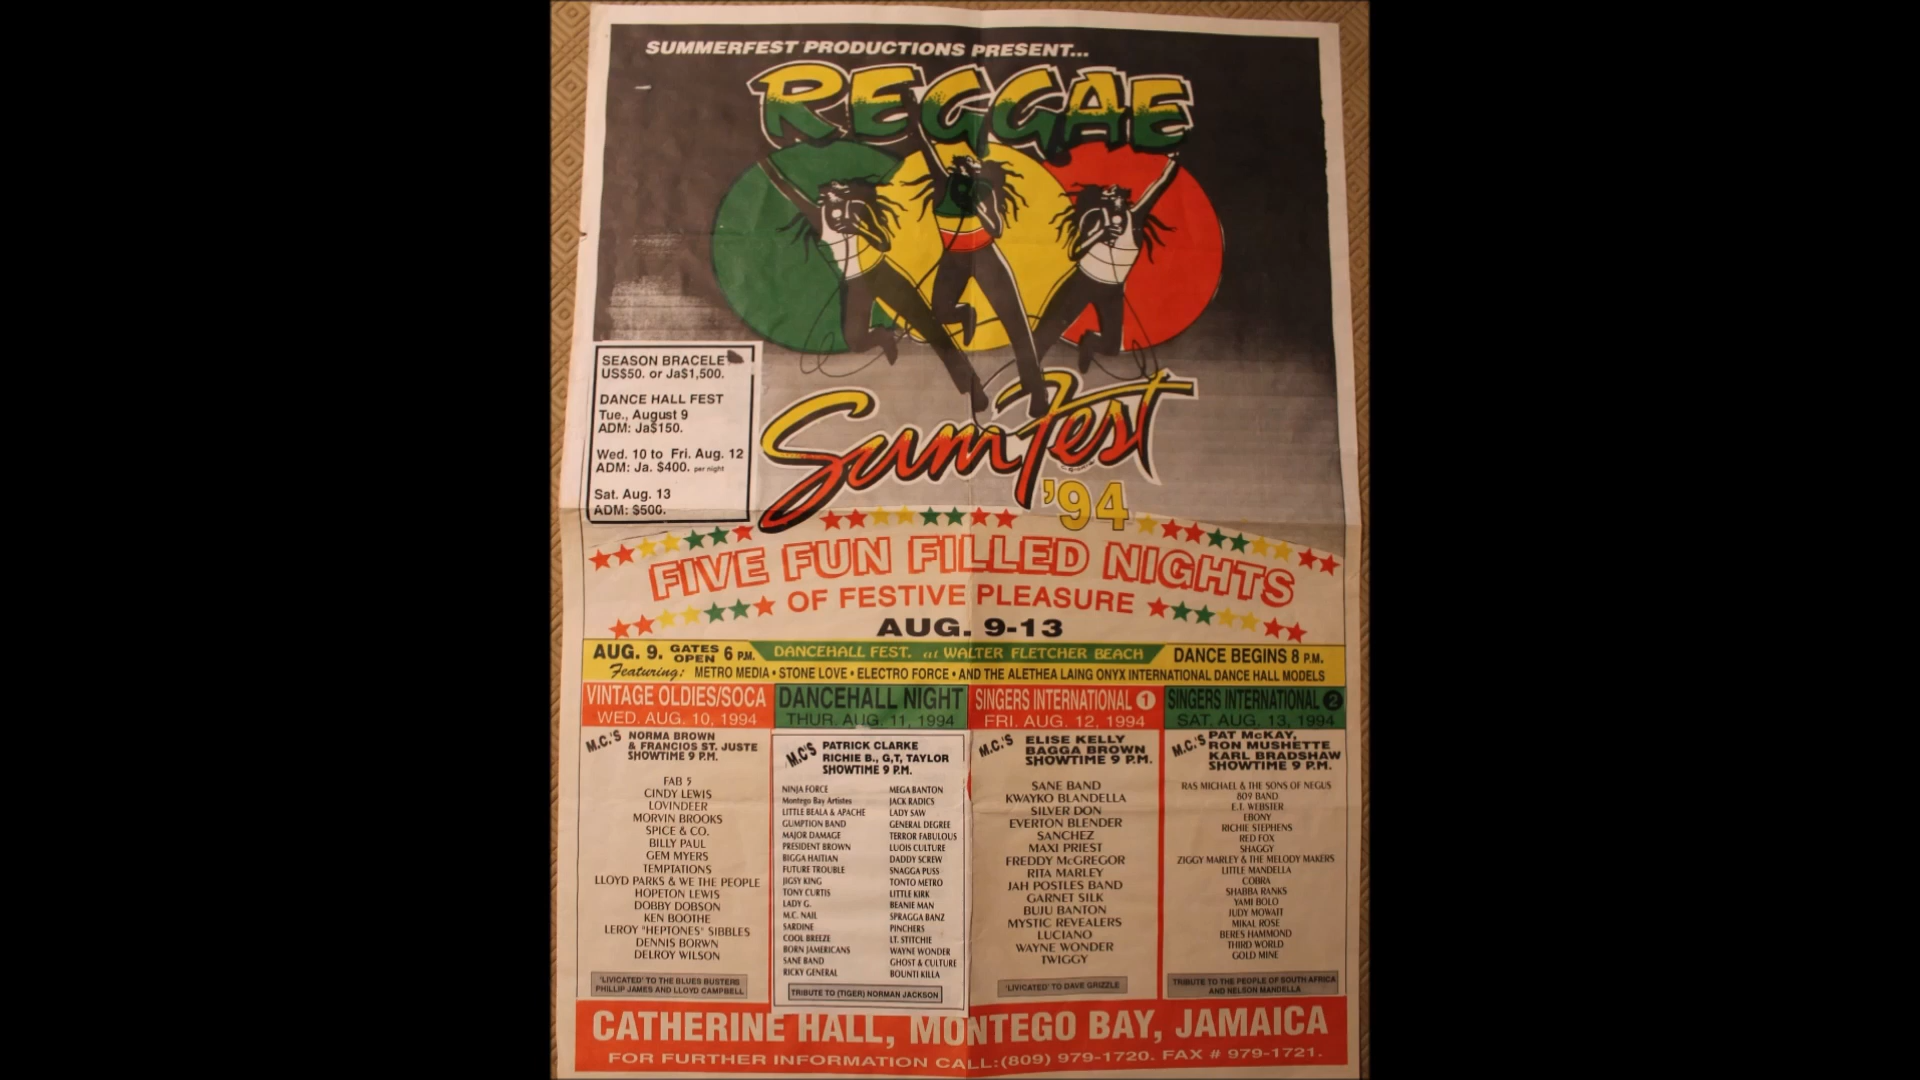 SUMMERFEST PRODUCTIONS PRESENT...
REGGAE
SumFest
'94
SEASON BRACELE
US$50. or Ja$1,500.
DANCE HALL FEST
Tue., August 9
ADM: Ja$150.
Wed. 10 to Fri. Aug. 12
ADM: Ja. $400. per night
Sat. Aug. 13
ADM: $500.
FIVE FUN FILLED NIGHTS
OF FESTIVE PLEASURE
AUG. 9-13
AUG. 9. GATES OPEN 6 P.M. DANCEHALL FEST. at WALTER FLETCHER BEACH DANCE BEGINS 8 P.M.
Featuring: METRO MEDIA • STONE LOVE • ELECTRO FORCE • AND THE ALETHEA LAING ONYX INTERNATIONAL DANCE HALL MODELS
VINTAGE OLDIES/SOCA
WED. AUG. 10, 1994
M.C.'S NORMA BROWN
& FRANCIOS ST. JUSTE
SHOWTIME 9 P.M.
FAB 5
CINDY LEWIS
LOVINDEER
MORVIN BROOKS
SPICE & CO.
BILLY PAUL
GEM MYERS
TEMPTATIONS
LLOYD PARKS & WE THE PEOPLE
HOPETON LEWIS
DOBBY DOBSON
KEN BOOTHE
LEROY "HEPTONES" SIBBLES
DENNIS BORWN
DELROY WILSON
'LIVICATED' TO THE BLUES BUSTERS
PHILLIP JAMES AND LLOYD CAMPBELL
DANCEHALL NIGHT
THUR. AUG. 11, 1994
M.C'S PATRICK CLARKE
RICHIE B., G,T, TAYLOR
SHOWTIME 9 P.M.
NINJA FORCE
Montego Bay Artistes
LITTLE BEALA & APACHE
GUMPTION BAND
MAJOR DAMAGE
PRESIDENT BROWN
BIGGA HAITIAN
FUTURE TROUBLE
JIGSY KING
TONY CURTIS
LADY G.
M.C. NAIL
SARDINE
COOL BREEZE
BORN JAMERICANS
SANE BAND
RICKY GENERAL
MEGA BANTON
JACK RADICS
LADY SAW
GENERAL DEGREE
TERROR FABULOUS
LUOIS CULTURE
DADDY SCREW
SNAGGA PUSS
TONTO METRO
LITTLE KIRK
BEANIE MAN
SPRAGGA BANZ
PINCHERS
LT. STITCHIE
WAYNE WONDER
GHOST & CULTURE
BOUNTI KILLA
TRIBUTE TO (TIGER) NORMAN JACKSON
SINGERS INTERNATIONAL 1
FRI. AUG. 12, 1994
M.C.'S ELISE KELLY
BAGGA BROWN
SHOWTIME 9 P.M.
SANE BAND
KWAYKO BLANDELLA
SILVER DON
EVERTON BLENDER
SANCHEZ
MAXI PRIEST
FREDDY McGREGOR
RITA MARLEY
JAH POSTLES BAND
GARNET SILK
BUJU BANTON
MYSTIC REVEALERS
LUCIANO
WAYNE WONDER
TWIGGY
'LIVICATED' TO DAVE GRIZZLE
SINGERS INTERNATIONAL 2
SAT. AUG. 13, 1994
M.C.'S PAT McKAY,
RON MUSHETTE
KARL BRADSHAW
SHOWTIME 9 P.M.
RAS MICHAEL & THE SONS OF NEGUS
809 BAND
E.T. WEBSTER
EBONY
RICHIE STEPHENS
RED FOX
SHAGGY
ZIGGY MARLEY & THE MELODY MAKERS
LITTLE MANDELLA
COBRA
SHABBA RANKS
YAMI BOLO
JUDY MOWATT
MIKAL ROSE
BERES HAMMOND
THIRD WORLD
GOLD MINE
TRIBUTE TO THE PEOPLE OF SOUTH AFRICA
AND NELSON MANDELLA
CATHERINE HALL, MONTEGO BAY, JAMAICA
FOR FURTHER INFORMATION CALL:(809) 979-1720. FAX # 979-1721.